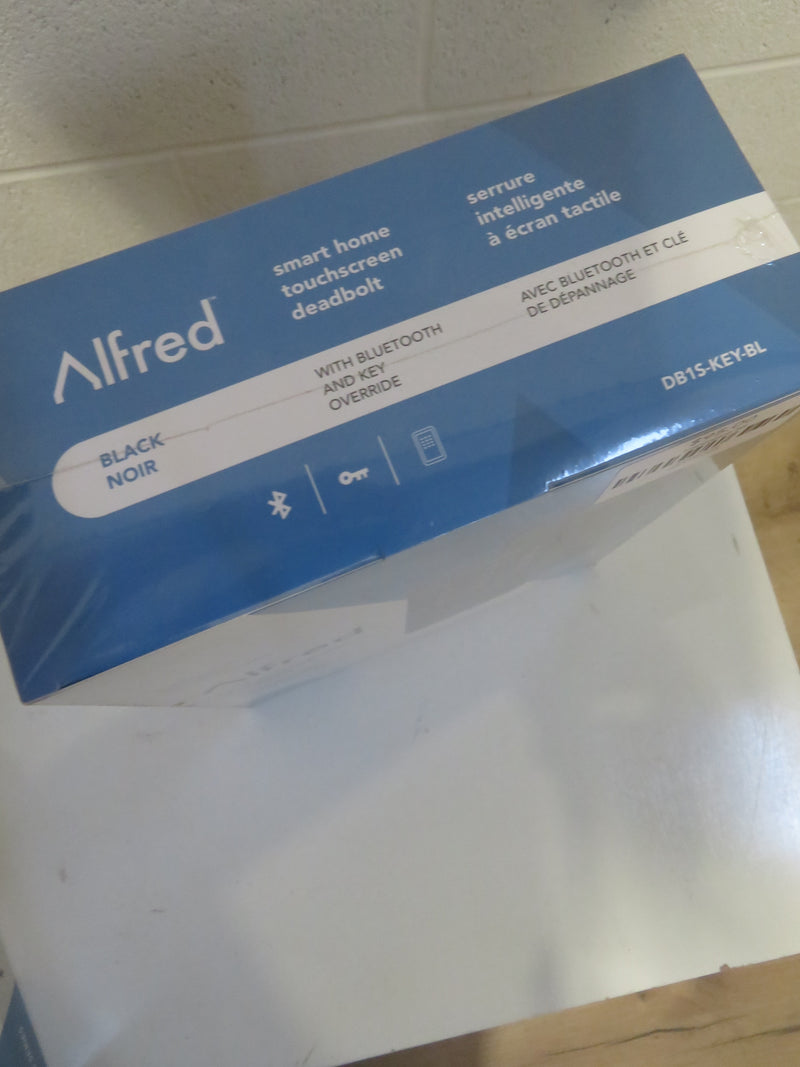 Alfred™
smart home
touchscreen
deadbolt
serrure
intelligente
à écran tactile
BLACK
NOIR
WITH BLUETOOTH
AND KEY
OVERRIDE
AVEC BLUETOOTH ET CLÉ
DE DÉPANNAGE
DB1S-KEY-BL
Alfred